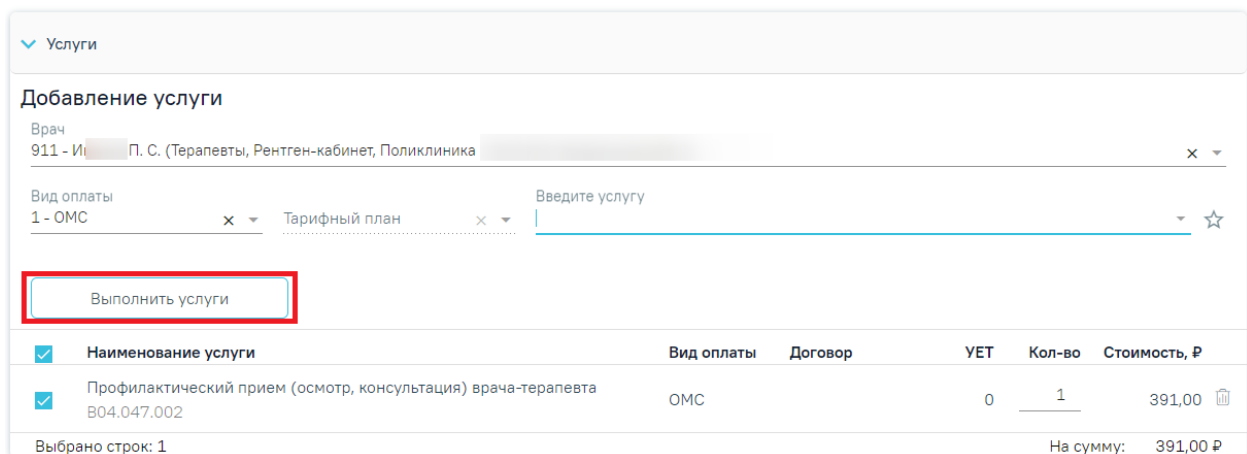 Услуги
Добавление услуги
Врач
911 - И П. С. (Терапевты, Рентген-кабинет, Поликлиника
Вид оплаты Введите услугу
1 - ОМС Тарифный план
Выполнить услуги
Наименование услуги Вид оплаты Договор УЕТ Кол-во Стоимость, ₽
Профилактический прием (осмотр, консультация) врача-терапевта ОМС 0 1 391,00
B04.047.002
Выбрано строк: 1 На сумму: 391,00 ₽